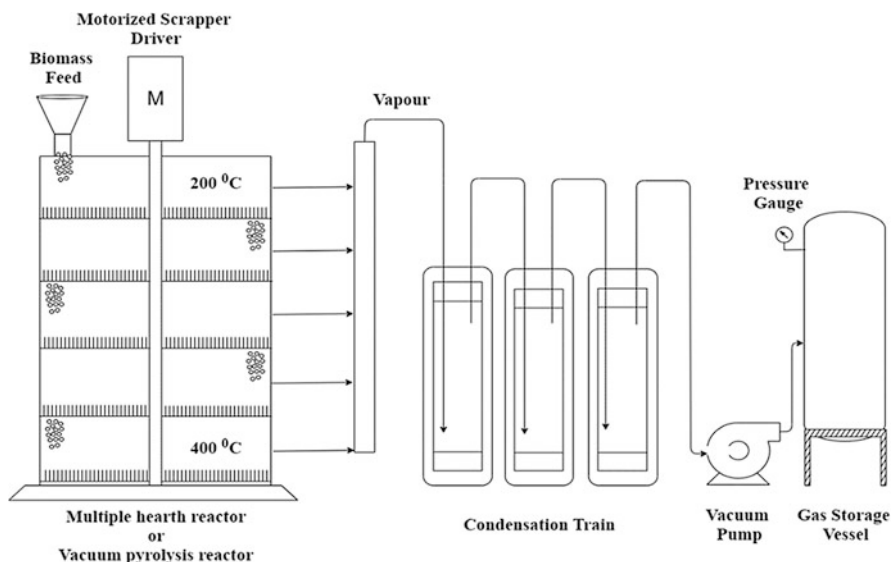 Motorized Scrapper
Driver
Biomass
Feed
M
Vapour
200 ⁰C
Pressure
Gauge
400 ⁰C
Multiple hearth reactor
or
Vacuum pyrolysis reactor
Condensation Train
Vacuum
Pump
Gas Storage
Vessel